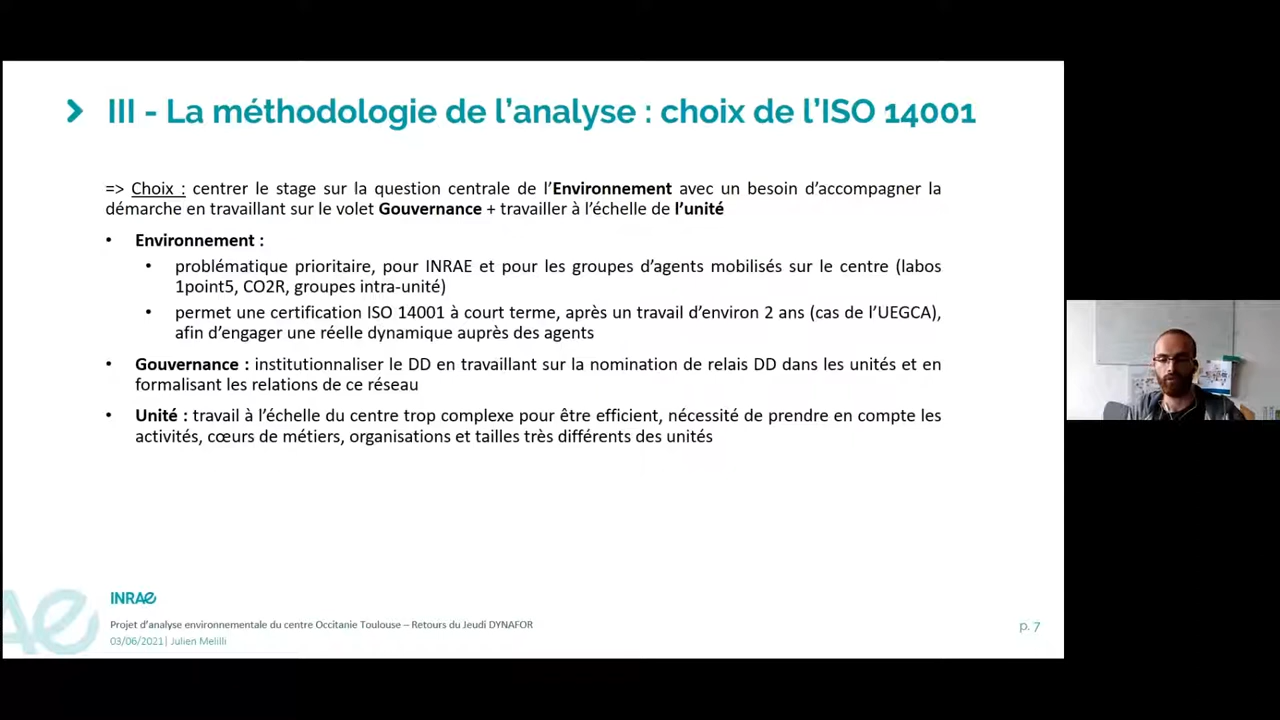 III - La méthodologie de l’analyse : choix de l’ISO 14001
=> Choix : centrer le stage sur la question centrale de l’Environnement avec un besoin d’accompagner la
démarche en travaillant sur le volet Gouvernance + travailler à l’échelle de l’unité
• Environnement :
• problématique prioritaire, pour INRAE et pour les groupes d’agents mobilisés sur le centre (labos
1point5, CO2R, groupes intra-unité)
• permet une certification ISO 14001 à court terme, après un travail d’environ 2 ans (cas de l’UEGCA),
afin d’engager une réelle dynamique auprès des agents
• Gouvernance : institutionnaliser le DD en travaillant sur la nomination de relais DD dans les unités et en
formalisant les relations de ce réseau
• Unité : travail à l’échelle du centre trop complexe pour être efficient, nécessité de prendre en compte les
activités, cœurs de métiers, organisations et tailles très différents des unités
INRAE
Projet d’analyse environnementale du centre Occitanie Toulouse – Retours du Jeudi DYNAFOR
03/06/2021| Julien Melilli
p. 7